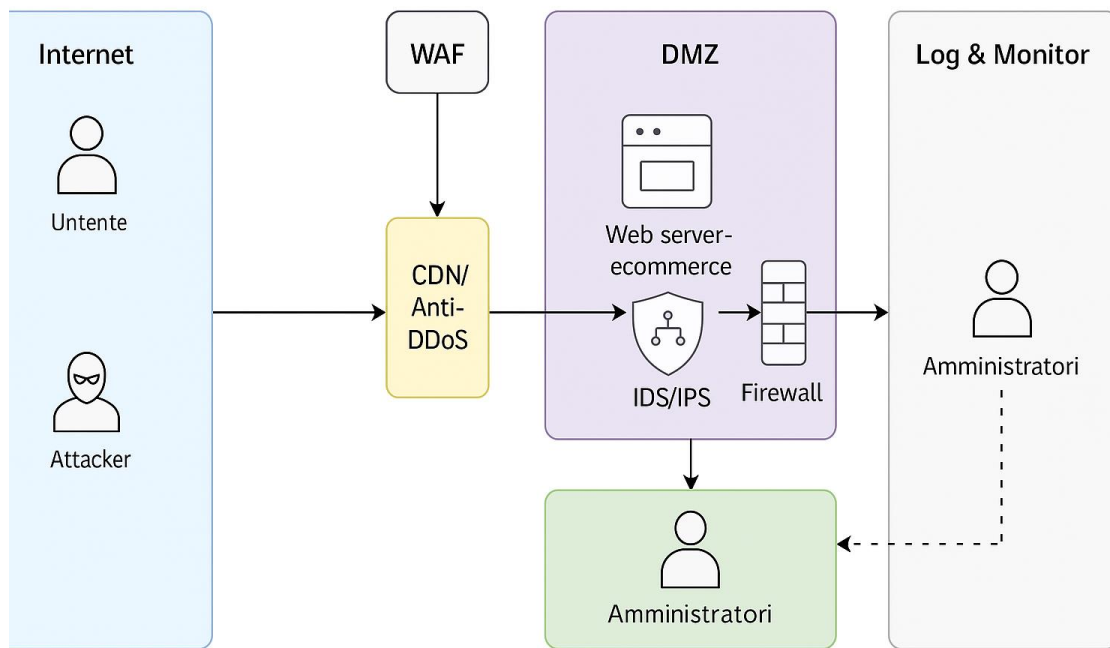 Internet
Untente
Attacker
WAF
CDN/
Anti-
DDoS
DMZ
Web server-
ecommerce
IDS/IPS
Firewall
Amministratori
Log & Monitor
Amministratori